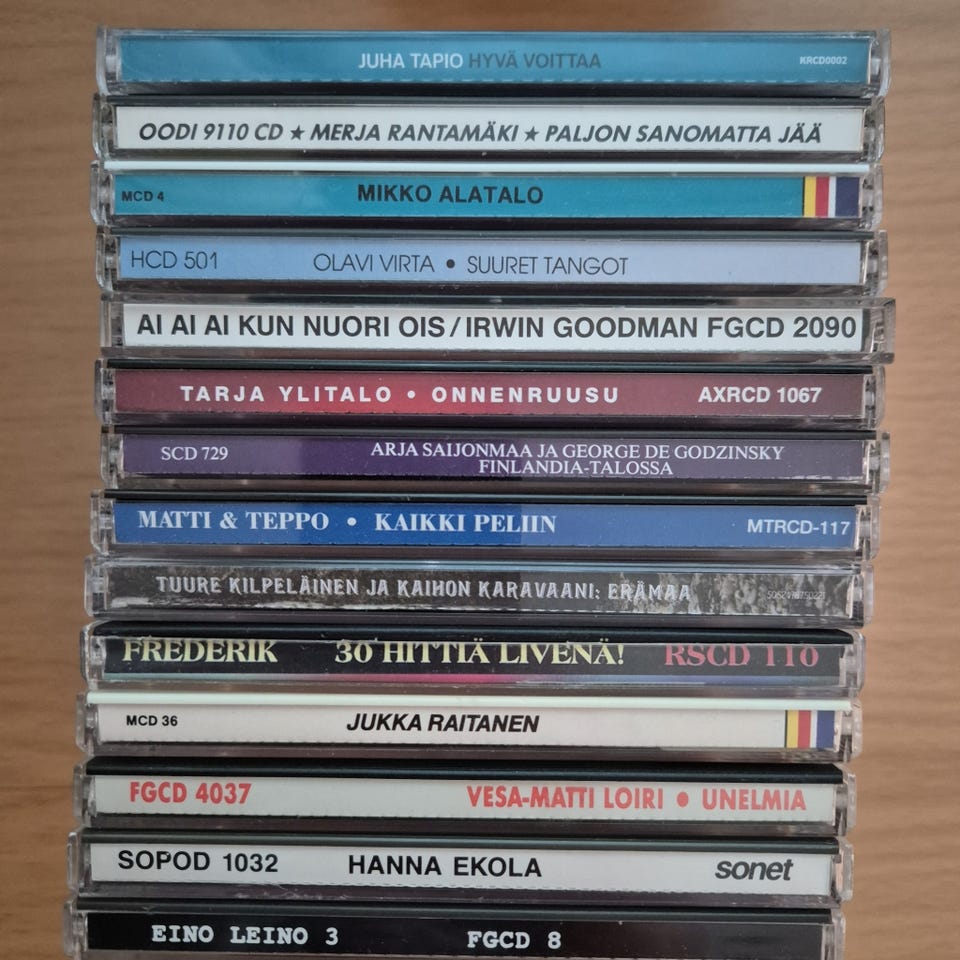 JUHA TAPIO HYVÄ VOITTAA KRCD0002
OODI 9110 CD ★ MERJA RANTAMÄKI ★ PALJON SANOMATTA JÄÄ
MCD 4 MIKKO ALATALO
HCD 501 OLAVI VIRTA • SUURET TANGOT
AI AI AI KUN NUORI OIS/IRWIN GOODMAN FGCD 2090
TARJA YLITALO • ONNENRUUSU AXRCD 1067
SCD 729 ARJA SAIJONMAA JA GEORGE DE GODZINSKY
FINLANDIA-TALOSSA
MATTI & TEPPO • KAIKKI PELIIN MTRCD-117
TUURE KILPELÄINEN JA KAIHON KARAVAANI: ERÄMAA
FREDERIK 30 HITTIÄ LIVENÄ! RSCD 110
MCD 36 JUKKA RAITANEN
FGCD 4037 VESA-MATTI LOIRI • UNELMIA
SOPOD 1032 HANNA EKOLA sonet
EINO LEINO 3 FGCD 8